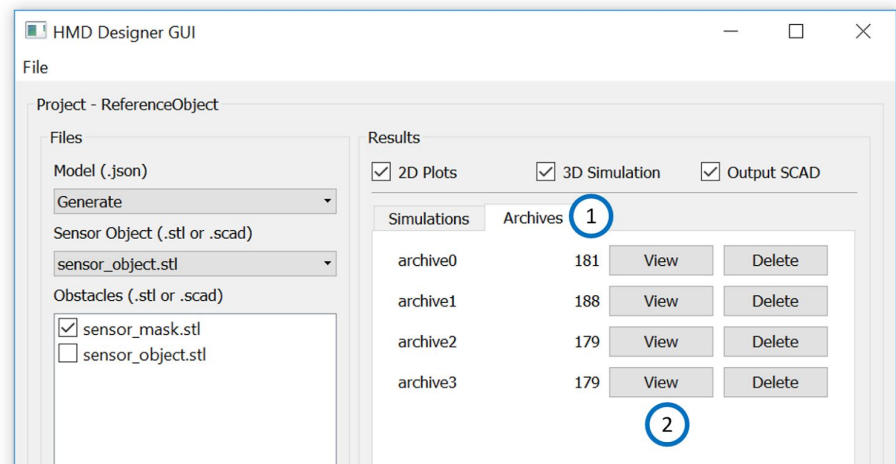 HMD Designer GUI
File
Project - ReferenceObject
Files
Model (.json)
Generate
Sensor Object (.stl or .scad)
sensor_object.stl
Obstacles (.stl or .scad)
sensor_mask.stl
sensor_object.stl
Results
2D Plots 3D Simulation Output SCAD
Simulations Archives 1
archive0 181 View Delete
archive1 188 View Delete
archive2 179 View Delete
archive3 179 View Delete
2